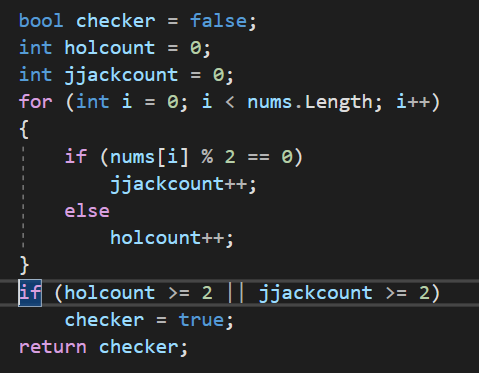 bool checker = false;
int holcount = 0;
int jjackcount = 0;
for (int i = 0; i < nums.Length; i++)
{
    if (nums[i] % 2 == 0)
        jjackcount++;
    else
        holcount++;
}
if (holcount >= 2 || jjackcount >= 2)
    checker = true;
return checker;